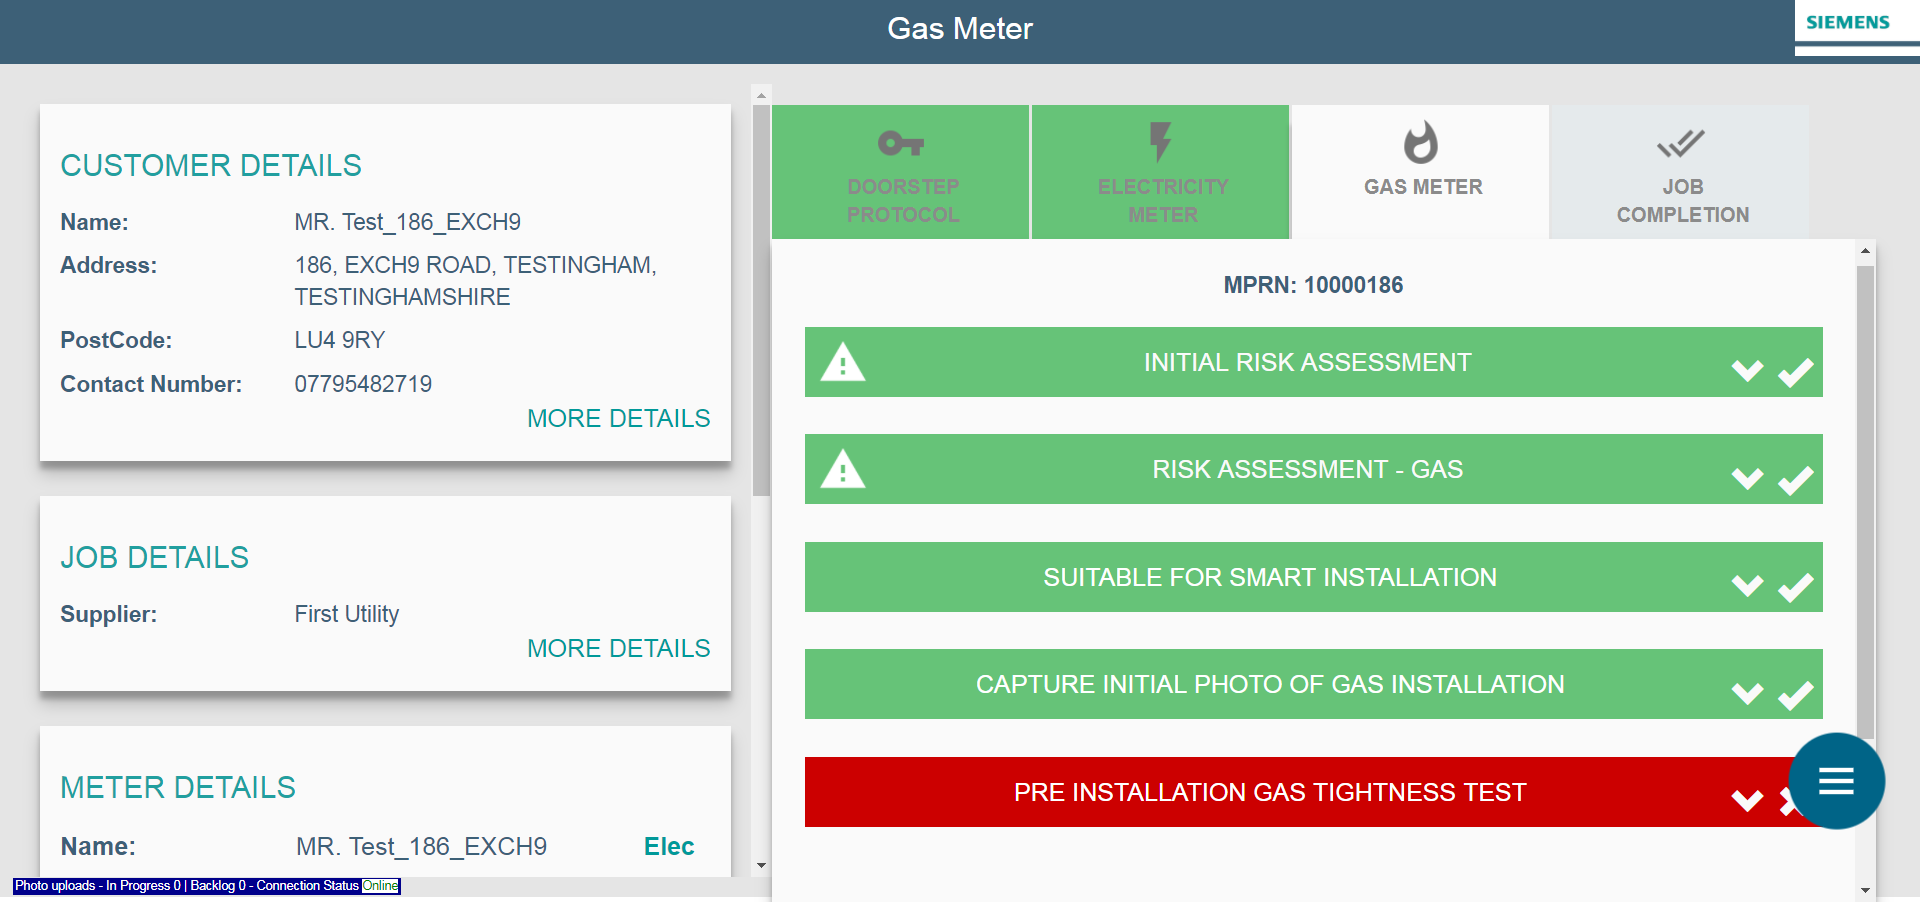 Gas Meter
SIEMENS
CUSTOMER DETAILS
Name: MR. Test_186_EXCH9
Address: 186, EXCH9 ROAD, TESTINGHAM,
TESTINGHAMSHIRE
PostCode: LU4 9RY
Contact Number: 07795482719
MORE DETAILS
JOB DETAILS
Supplier: First Utility
MORE DETAILS
METER DETAILS
Name: MR. Test_186_EXCH9 Elec
Photo uploads - In Progress 0 | Backlog 0 - Connection Status Online
DOORSTEP
PROTOCOL
ELECTRICITY
METER
GAS METER
JOB
COMPLETION
MPRN: 10000186
INITIAL RISK ASSESSMENT
RISK ASSESSMENT - GAS
SUITABLE FOR SMART INSTALLATION
CAPTURE INITIAL PHOTO OF GAS INSTALLATION
PRE INSTALLATION GAS TIGHTNESS TEST